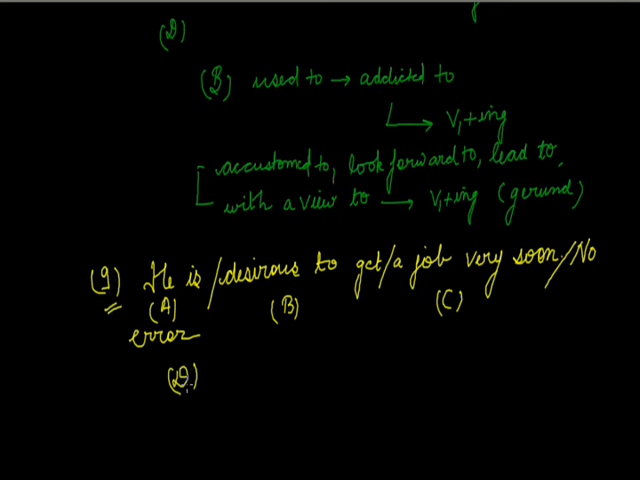 (D)
(B) used to → addicted to
→ V1+ing
accustomed to, look forward to, lead to,
with a view to → V1+ing (gerund)
(9) He is /desirous to get/a job very soon./No
(A) (B) (C)
error
(D)